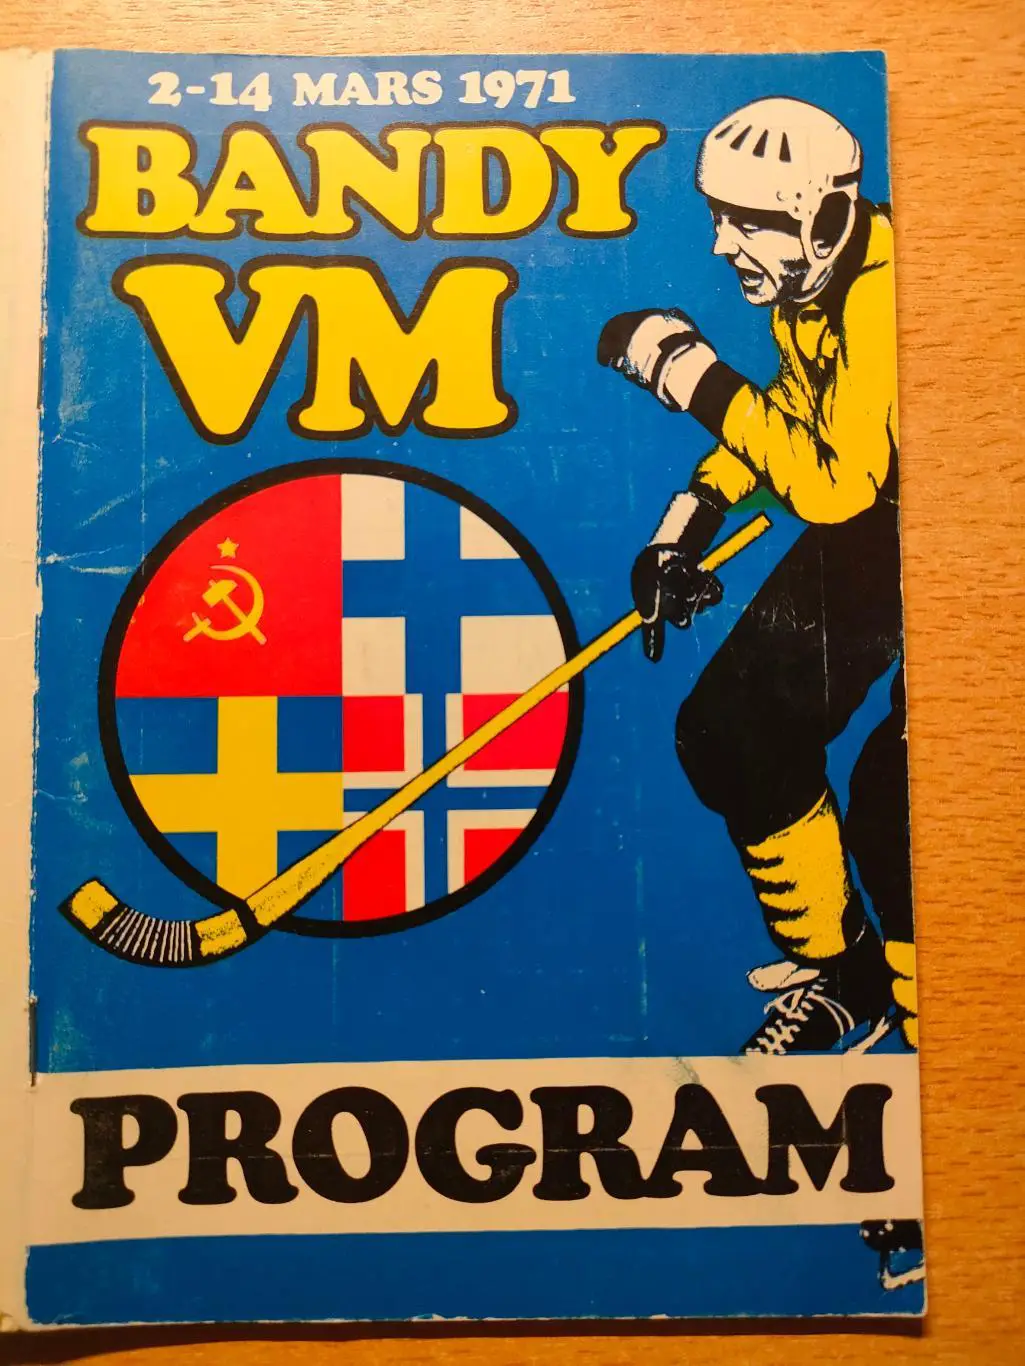 2-14 MARS 1971
BANDY
VM
PROGRAM